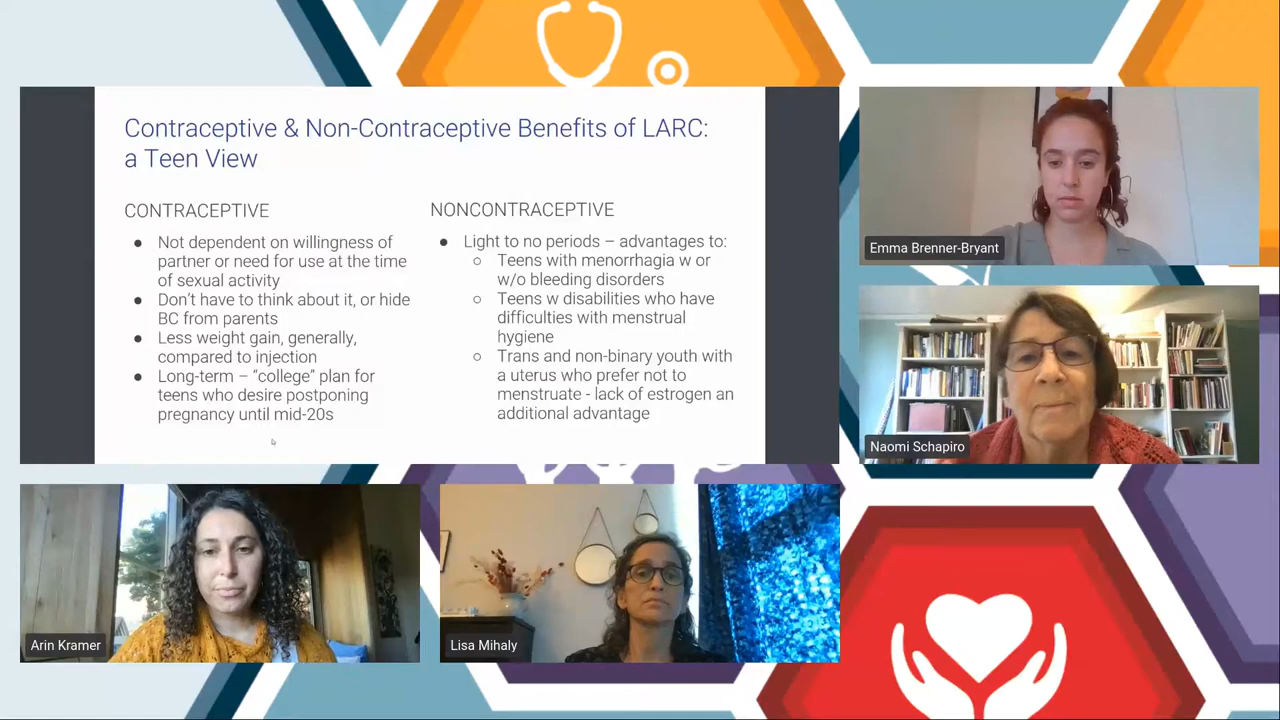 Contraceptive & Non-Contraceptive Benefits of LARC:
a Teen View
CONTRACEPTIVE
● Not dependent on willingness of
partner or need for use at the time
of sexual activity
● Don't have to think about it, or hide
BC from parents
● Less weight gain, generally,
compared to injection
● Long-term – “college” plan for
teens who desire postponing
pregnancy until mid-20s
NONCONTRACEPTIVE
● Light to no periods – advantages to:
○ Teens with menorrhagia w or
w/o bleeding disorders
○ Teens w disabilities who have
difficulties with menstrual
hygiene
○ Trans and non-binary youth with
a uterus who prefer not to
menstruate - lack of estrogen an
additional advantage
Emma Brenner-Bryant
Naomi Schapiro
Arin Kramer
Lisa Mihaly